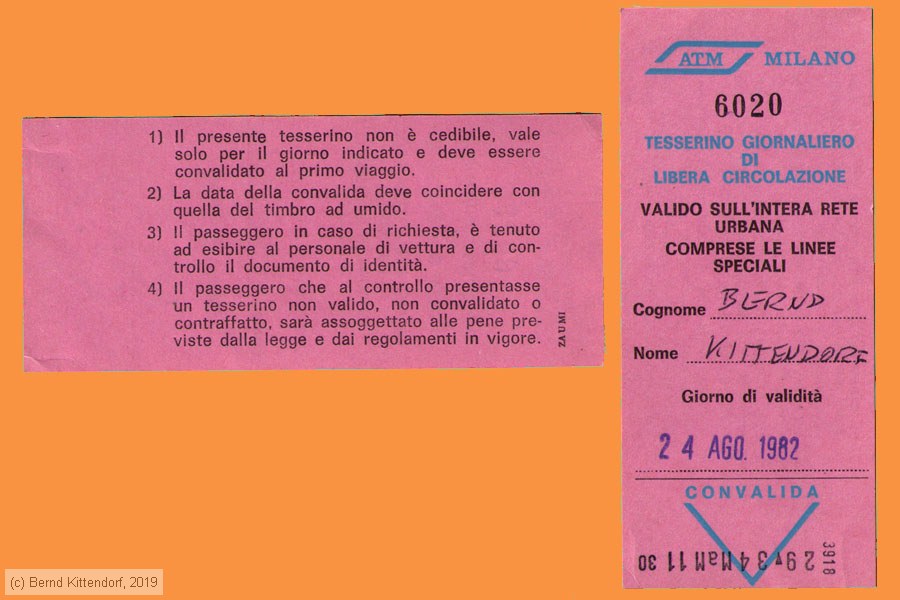 1) Il presente tesserino non è cedibile, vale
solo per il giorno indicato e deve essere
convalidato al primo viaggio.
2) La data della convalida deve coincidere con
quella del timbro ad umido.
3) Il passeggero in caso di richiesta, è tenuto
ad esibire al personale di vettura e di con-
trollo il documento di identità.
4) Il passeggero che al controllo presentasse
un tesserino non valido, non convalidato o
contraffatto, sarà assoggettato alle pene pre-
viste dalla legge e dai regolamenti in vigore.
ZAUMI
ATM MILANO
6020
TESSERINO GIORNALIERO
DI
LIBERA CIRCOLAZIONE
VALIDO SULL'INTERA RETE
URBANA
COMPRESE LE LINEE
SPECIALI
Cognome BERND
Nome KITTENDORF
Giorno di validità
24 AGO. 1982
CONVALIDA
3918
(c) Bernd Kittendorf, 2019